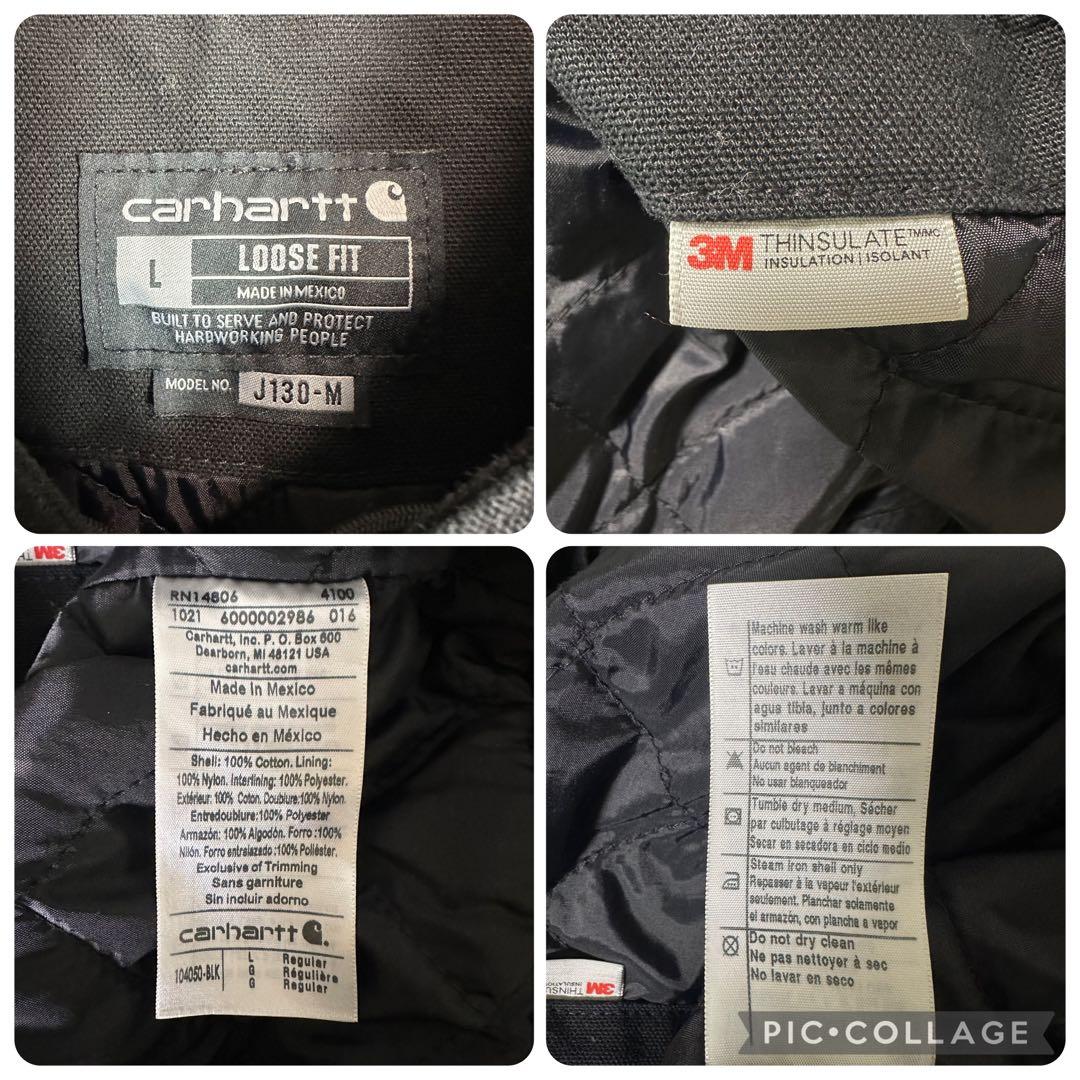 carhartt
L
LOOSE FIT
MADE IN MEXICO
BUILT TO SERVE AND PROTECT
HARDWORKING PEOPLE
MODEL NO. J130-M
3M THINSULATE™/MC
INSULATION | ISOLANT
3M
RN14806 4100
1021 6000002986 016
Carhartt, Inc. P. O. Box 600
Dearborn, MI 48121 USA
carhartt.com
Made in Mexico
Fabriqué au Mexique
Hecho en México
Shell: 100% Cotton. Lining:
100% Nylon. Interlining: 100% Polyester.
Extérieur: 100% Coton. Doublure:100% Nylon.
Entredoublure: 100% Polyester
Armazón: 100% Algodón. Forro :100%
Nilón. Forro entrelazado :100% Poliéster.
Exclusive of Trimming
Sans garniture
Sin incluir adorno
carhartt
104050-BLK
L Regular
G Régulière
G Regular
Machine wash warm like
colors. Laver à la machine à
l'eau chaude avec les mêmes
couleurs. Lavar a máquina con
agua tibia, junto a colores
similares
Do not bleach
Aucun agent de blanchiment
No usar blanqueador
Tumble dry medium. Sécher
par culbutage à réglage moyen
Secar en secadora en ciclo medio
Steam iron shell only
Repasser à la vapeur l'extérieur
seulement. Planchar solamente
el armazón, con plancha a vapor
Do not dry clean
Ne pas nettoyer à sec
No lavar en seco
3M THINSU
INSULATION
PIC•COLLAGE